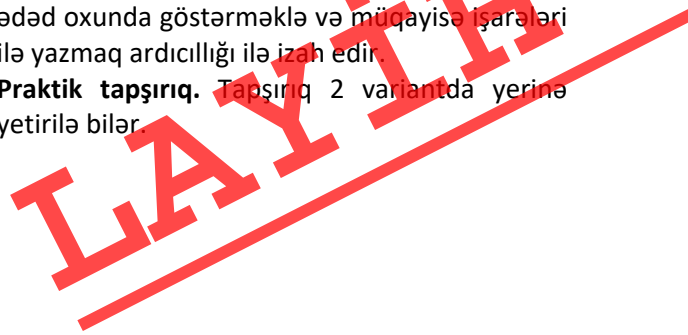 ədəd oxunda göstərməklə və müqayisə işarələri
ilə yazmaq ardıcıllığı ilə izah edir.
Praktik tapşırıq. Tapşırıq 2 variantda yerinə
yetirilə bilər.
LAYİH